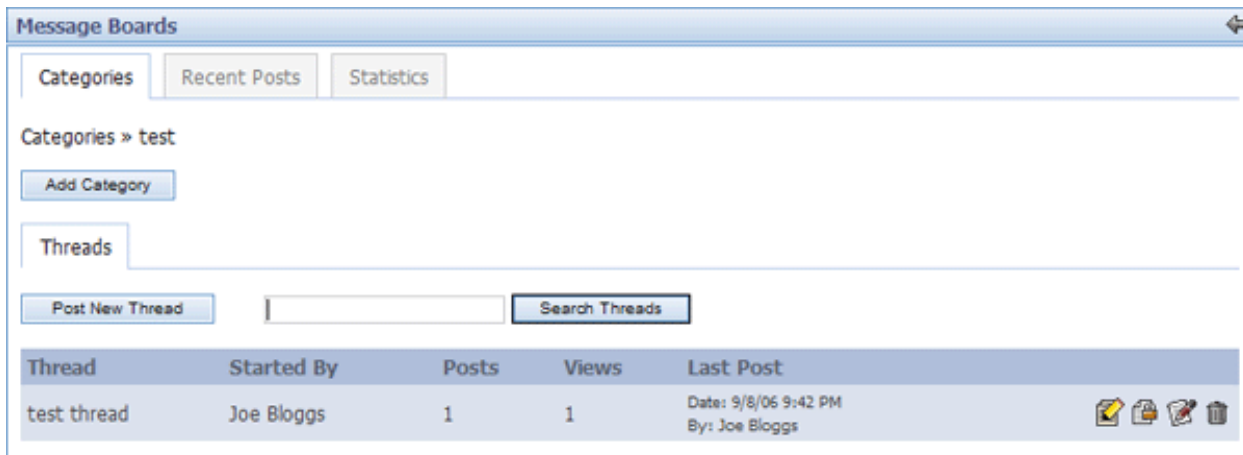 Message Boards
Categories Recent Posts Statistics
Categories » test
Add Category
Threads
Post New Thread Search Threads
Thread Started By Posts Views Last Post
test thread Joe Bloggs 1 1 Date: 9/8/06 9:42 PM
By: Joe Bloggs